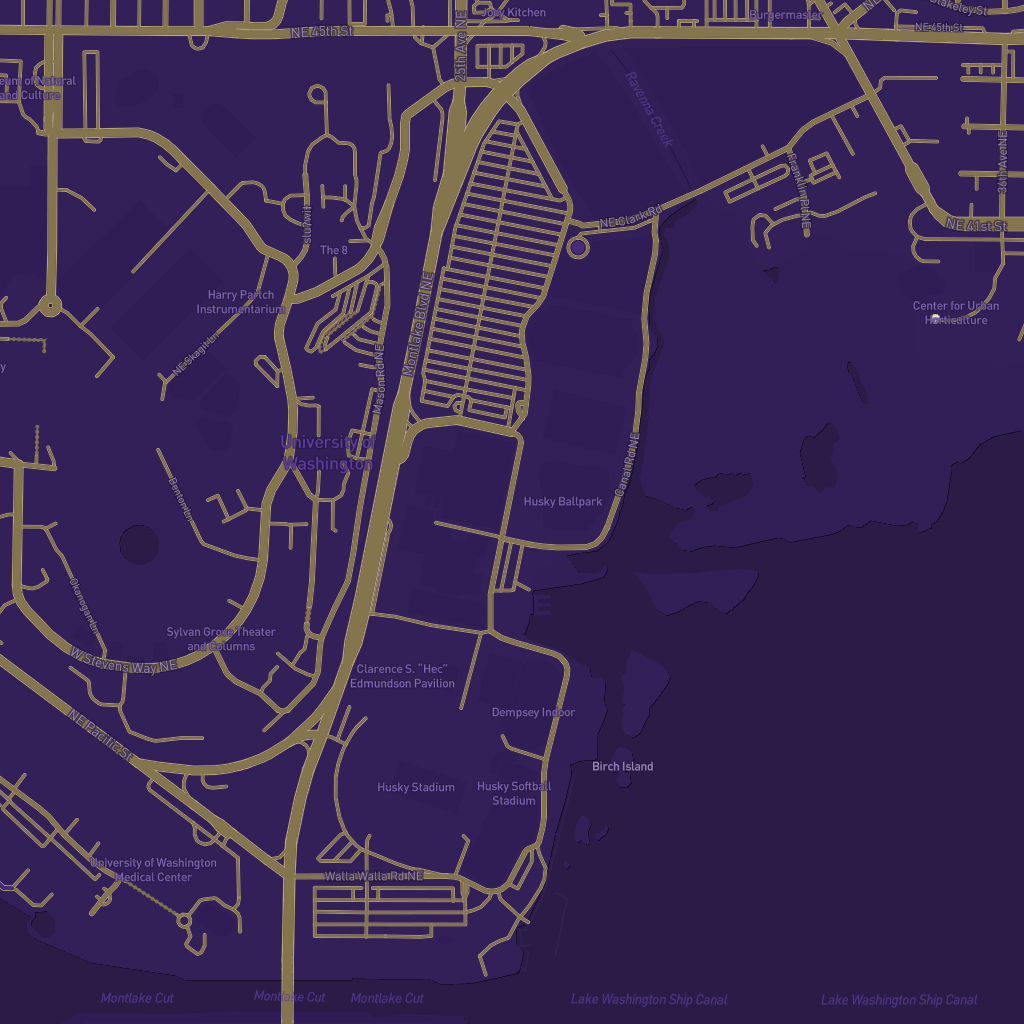 Joey Kitchen
Burgermaster
Blakeley St
NE
NE 45th St
NE 45th St
25th Ave NE
eum of Natural
and Culture
Ravenna Creek
36th Ave NE
Franklin Pl NE
NE Clark Rd
NE 41st St
The 8
Harry Partch
Instrumentarium
Montlake Blvd NE
Center for Urban
Horticulture
NE Skagit Ln
Mason Rd NE
y
University of
Washington
Canal Rd NE
Benton Ln
Husky Ballpark
Okanogan Ln
Sylvan Grove Theater
and Columns
W Stevens Way NE
Clarence S. "Hec"
Edmundson Pavilion
Dempsey Indoor
NE Pacific St
Birch Island
Husky Stadium
Husky Softball
Stadium
University of Washington
Medical Center
Walla Walla Rd NE
Montlake Cut
Montlake Cut
Montlake Cut
Lake Washington Ship Canal
Lake Washington Ship Canal